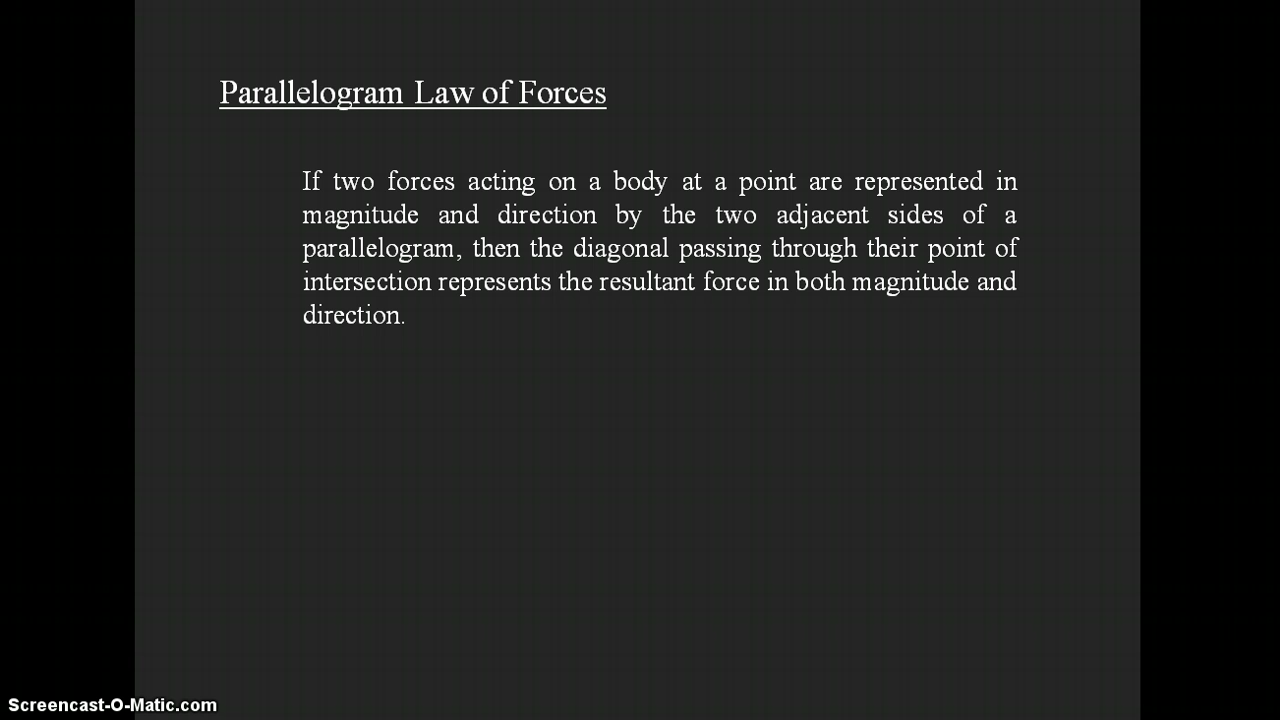 Parallelogram Law of Forces
If two forces acting on a body at a point are represented in
magnitude and direction by the two adjacent sides of a
parallelogram, then the diagonal passing through their point of
intersection represents the resultant force in both magnitude and
direction.
Screencast-O-Matic.com